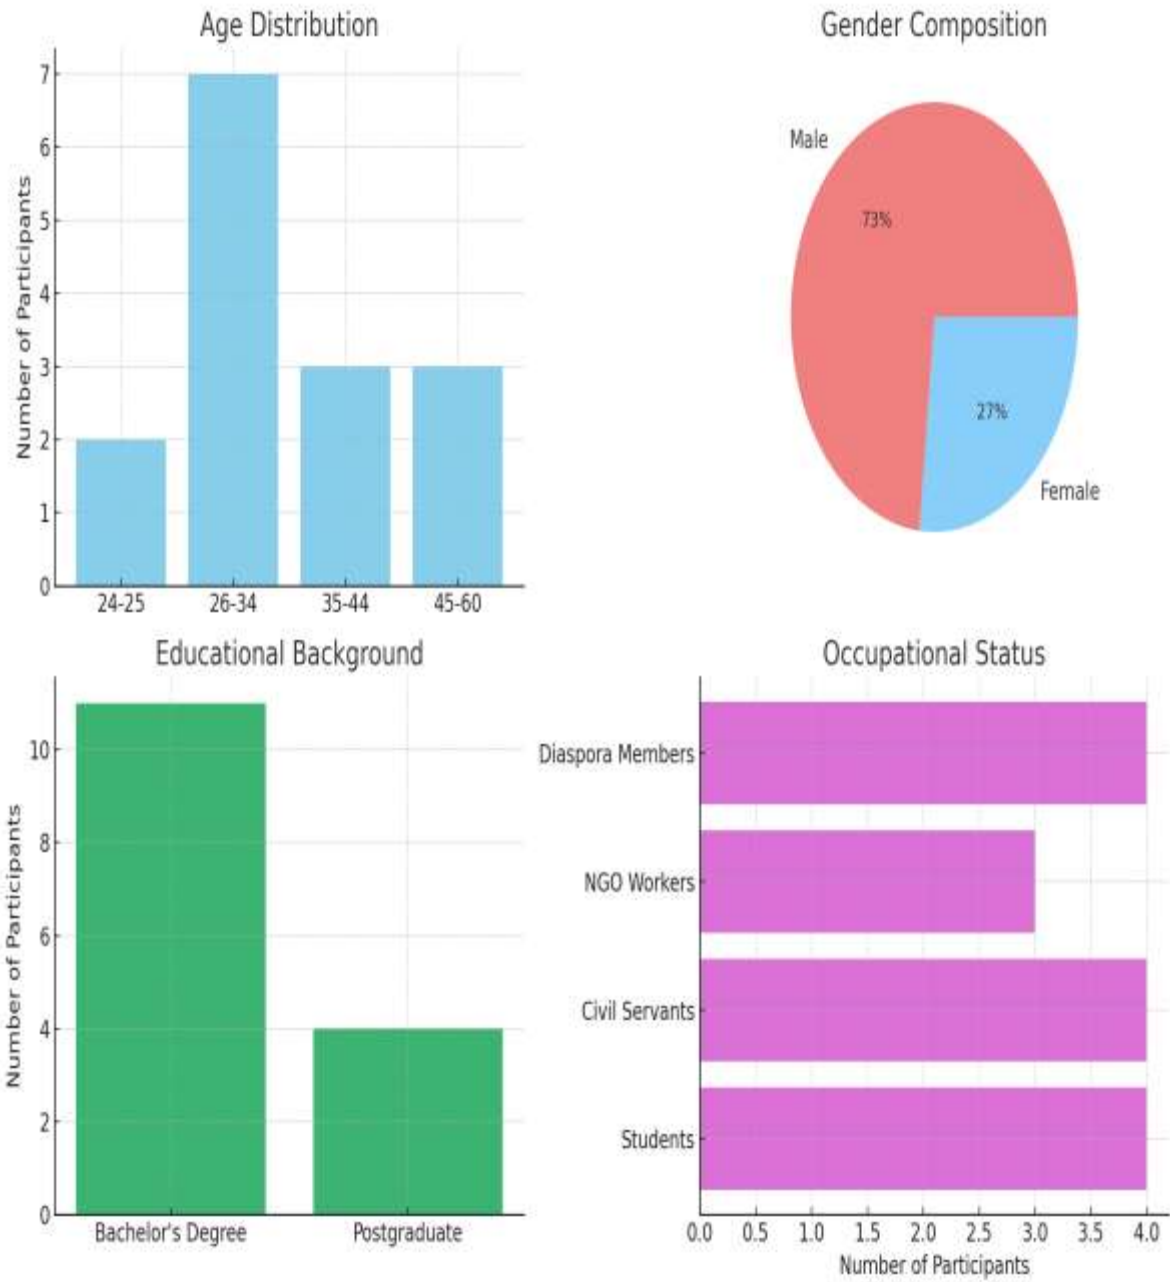 Age Distribution
Number of Participants
7
6
5
4
3
2
1
0
24-25
26-34
35-44
45-60
Gender Composition
Male
73%
27%
Female
Educational Background
Number of Participants
10
8
6
4
2
0
Bachelor's Degree
Postgraduate
Occupational Status
Diaspora Members
NGO Workers
Civil Servants
Students
0.0 0.5 1.0 1.5 2.0 2.5 3.0 3.5 4.0
Number of Participants